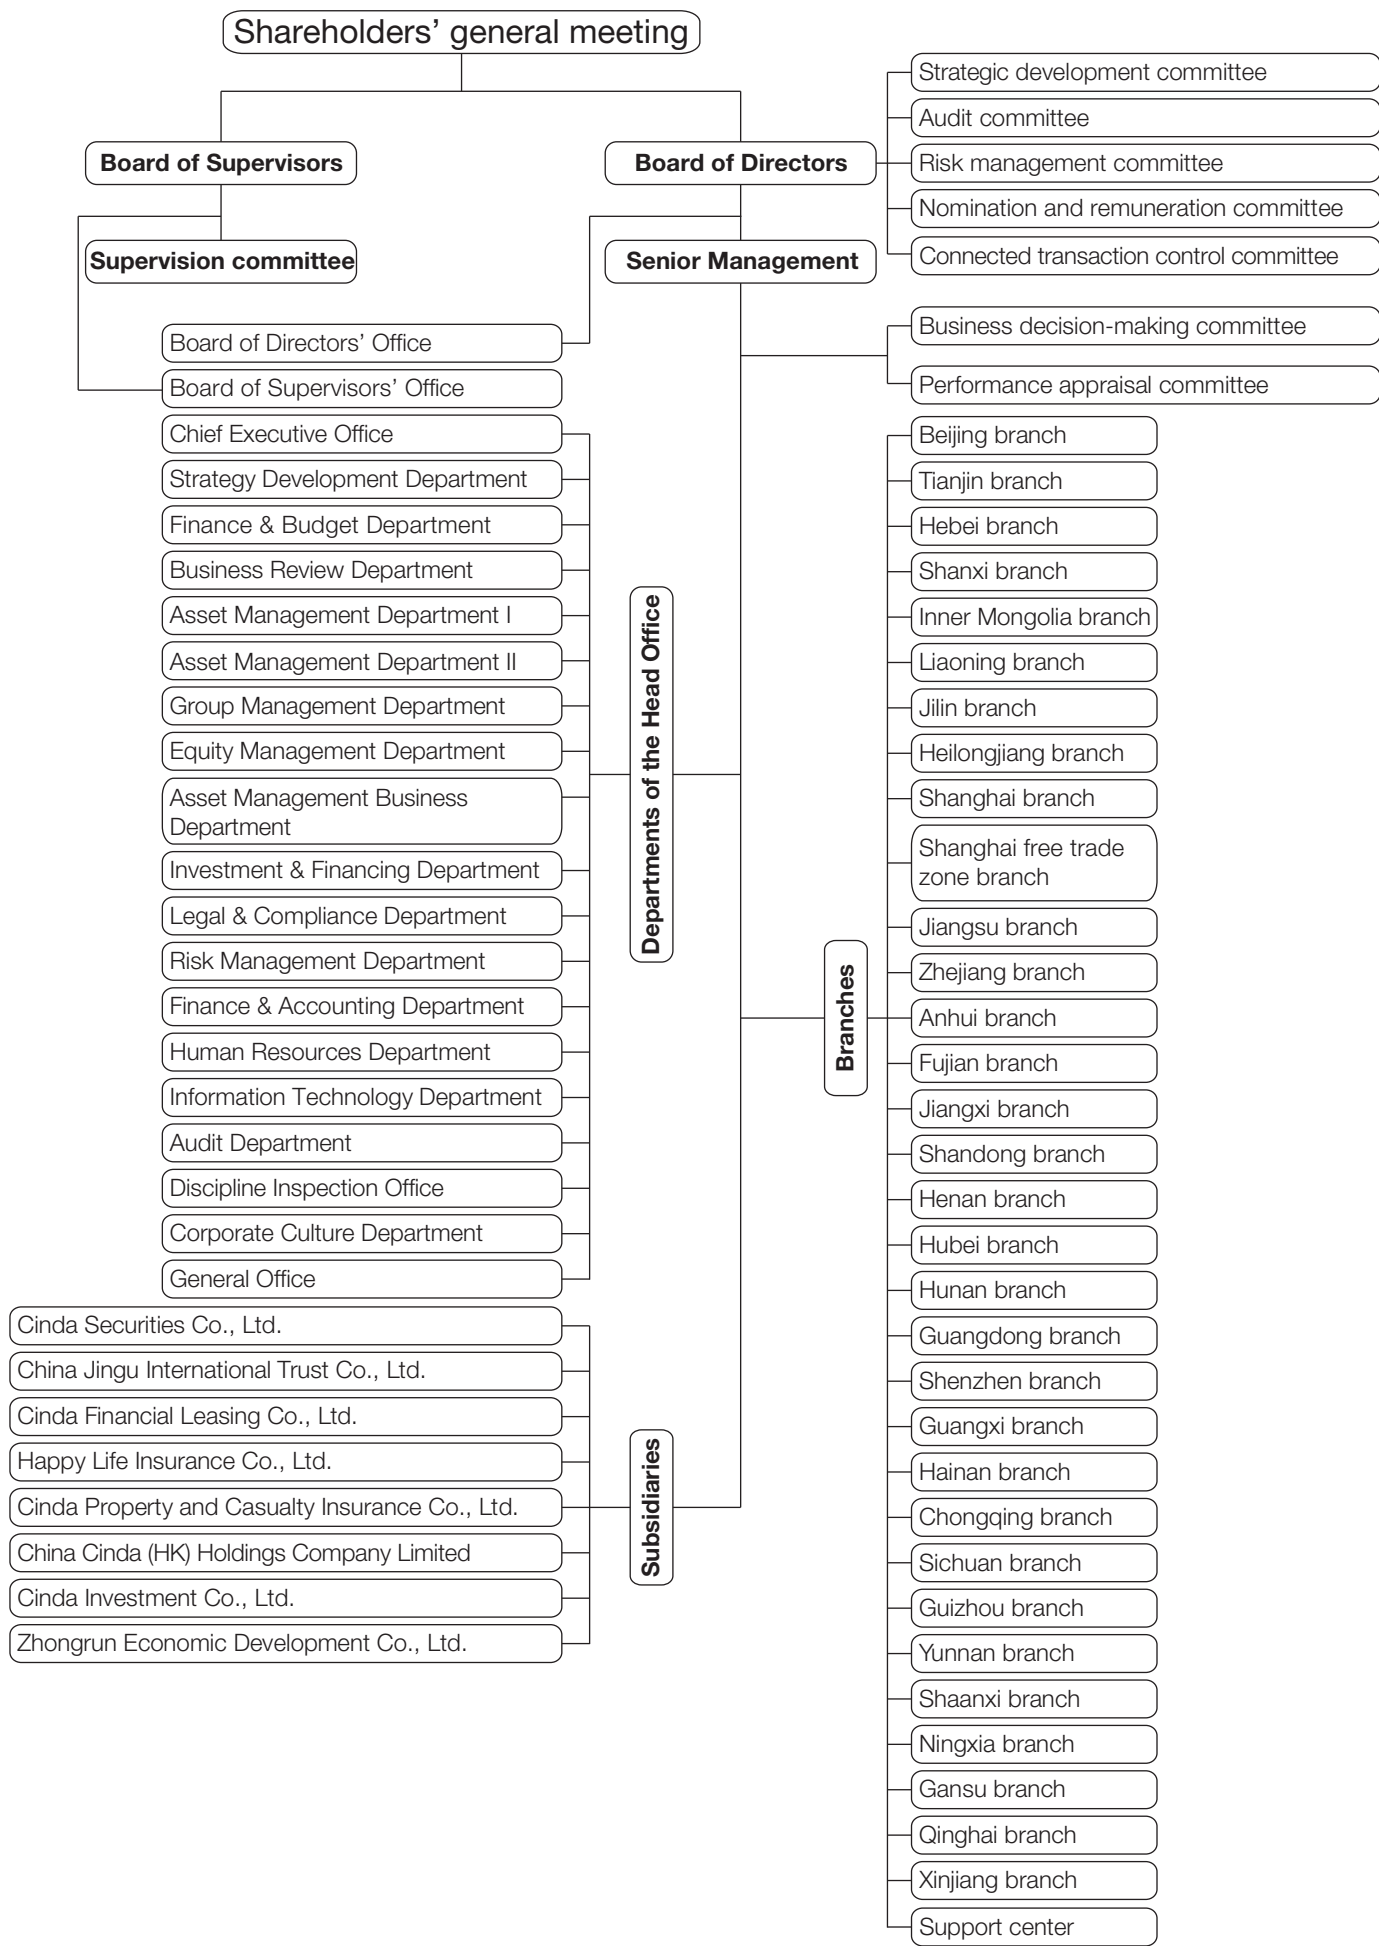 Shareholders’ general meeting
Board of Supervisors
Board of Directors
Supervision committee
Senior Management
Strategic development committee
Audit committee
Risk management committee
Nomination and remuneration committee
Connected transaction control committee
Business decision-making committee
Performance appraisal committee
Board of Directors’ Office
Board of Supervisors’ Office
Departments of the Head Office
Chief Executive Office
Strategy Development Department
Finance & Budget Department
Business Review Department
Asset Management Department I
Asset Management Department II
Group Management Department
Equity Management Department
Asset Management Business
Department
Investment & Financing Department
Legal & Compliance Department
Risk Management Department
Finance & Accounting Department
Human Resources Department
Information Technology Department
Audit Department
Discipline Inspection Office
Corporate Culture Department
General Office
Subsidiaries
Cinda Securities Co., Ltd.
China Jingu International Trust Co., Ltd.
Cinda Financial Leasing Co., Ltd.
Happy Life Insurance Co., Ltd.
Cinda Property and Casualty Insurance Co., Ltd.
China Cinda (HK) Holdings Company Limited
Cinda Investment Co., Ltd.
Zhongrun Economic Development Co., Ltd.
Branches
Beijing branch
Tianjin branch
Hebei branch
Shanxi branch
Inner Mongolia branch
Liaoning branch
Jilin branch
Heilongjiang branch
Shanghai branch
Shanghai free trade
zone branch
Jiangsu branch
Zhejiang branch
Anhui branch
Fujian branch
Jiangxi branch
Shandong branch
Henan branch
Hubei branch
Hunan branch
Guangdong branch
Shenzhen branch
Guangxi branch
Hainan branch
Chongqing branch
Sichuan branch
Guizhou branch
Yunnan branch
Shaanxi branch
Ningxia branch
Gansu branch
Qinghai branch
Xinjiang branch
Support center